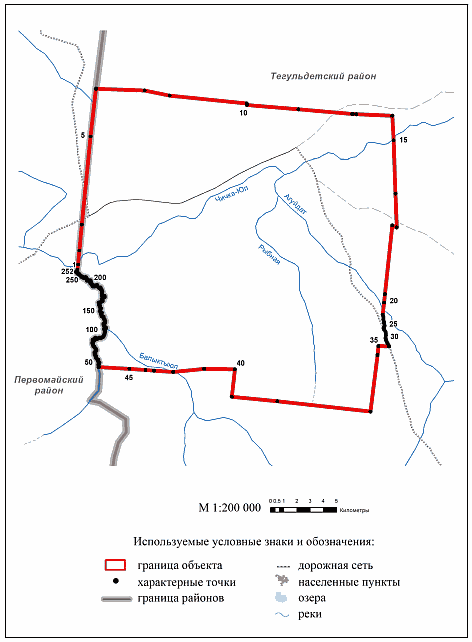 Тегульдетский район
10
5
15
Чичка-Юл
Агуйдат
Рыбная
1
252
250
200
150
100
20
25
30
35
50
Балыктыюл
40
45
Первомайский
район
М 1:200 000
0 0,5 1 2 3 4 5
Километры
Используемые условные знаки и обозначения:
граница объекта
дорожная сеть
характерные точки
населенные пункты
граница районов
озера
реки